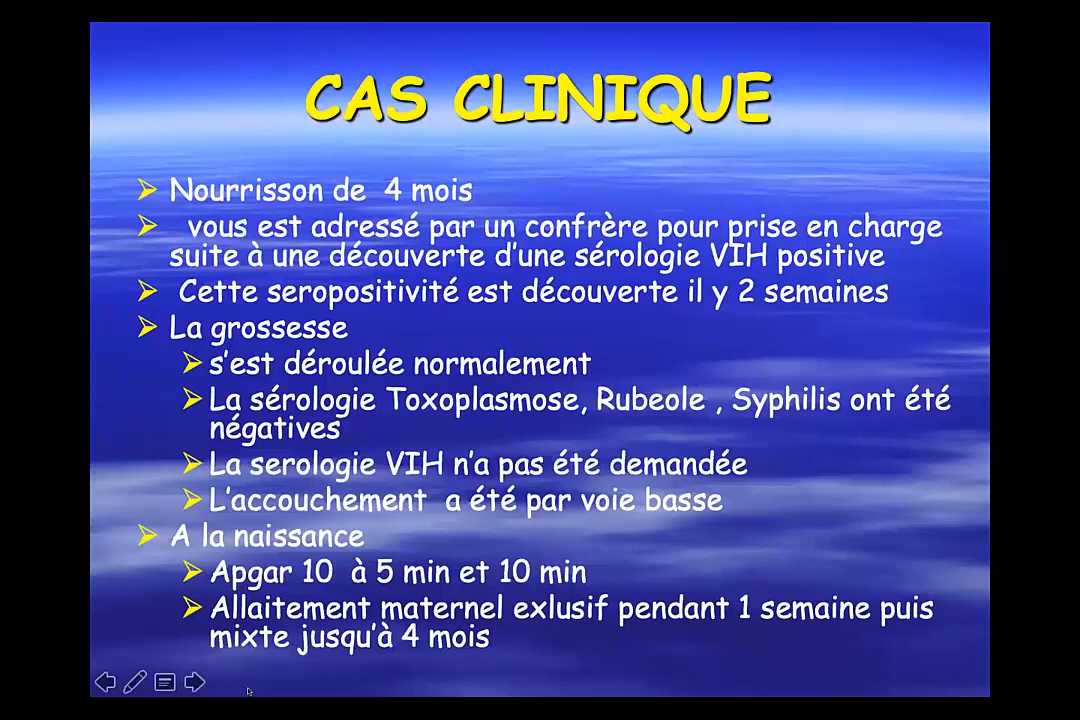 CAS CLINIQUE
Nourrisson de 4 mois
vous est adressé par un confrère pour prise en charge
suite à une découverte d'une sérologie VIH positive
Cette seropositivité est découverte il y 2 semaines
La grossesse
s'est déroulée normalement
La sérologie Toxoplasmose, Rubeole , Syphilis ont été
négatives
La serologie VIH n'a pas été demandée
L'accouchement a été par voie basse
A la naissance
Apgar 10 à 5 min et 10 min
Allaitement maternel exlusif pendant 1 semaine puis
mixte jusqu'à 4 mois